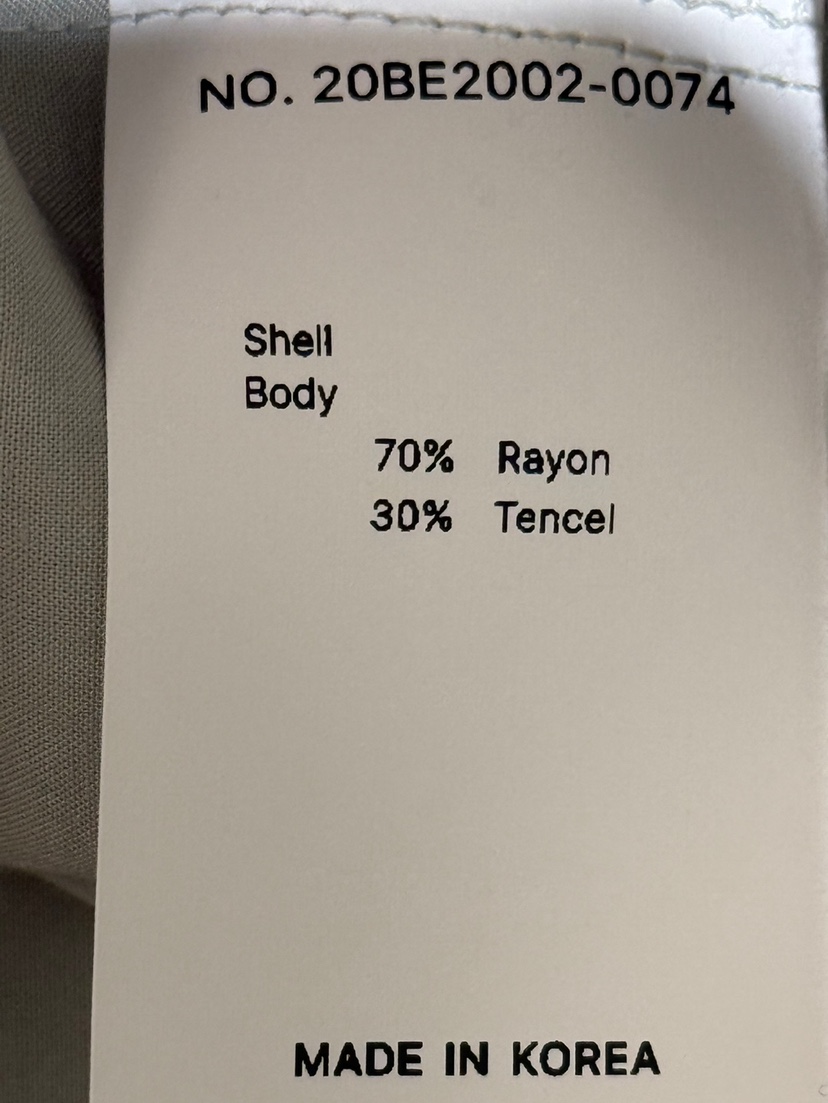 NO. 20BE2002-0074
Shell
Body
70% Rayon
30% Tencel
MADE IN KOREA